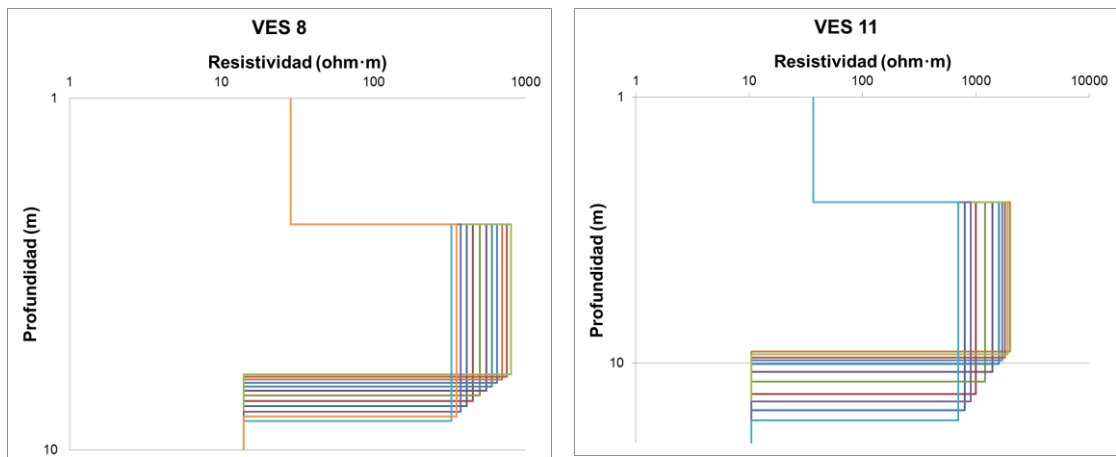 VES 8
Resistividad (ohm·m)
1 10 100 1000
1
Profundidad (m)
10
VES 11
Resistividad (ohm·m)
1 10 100 1000 10000
1
Profundidad (m)
10